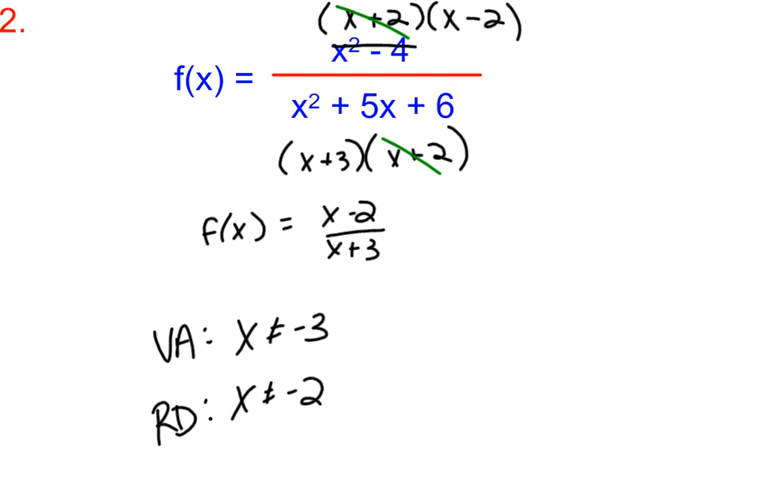 2.
(x+2)(x-2)
x² - 4
f(x) =
x² + 5x + 6
(x+3)(x+2)
f(x) = x-2
x+3
VA: x ≠ -3
RD: x ≠ -2